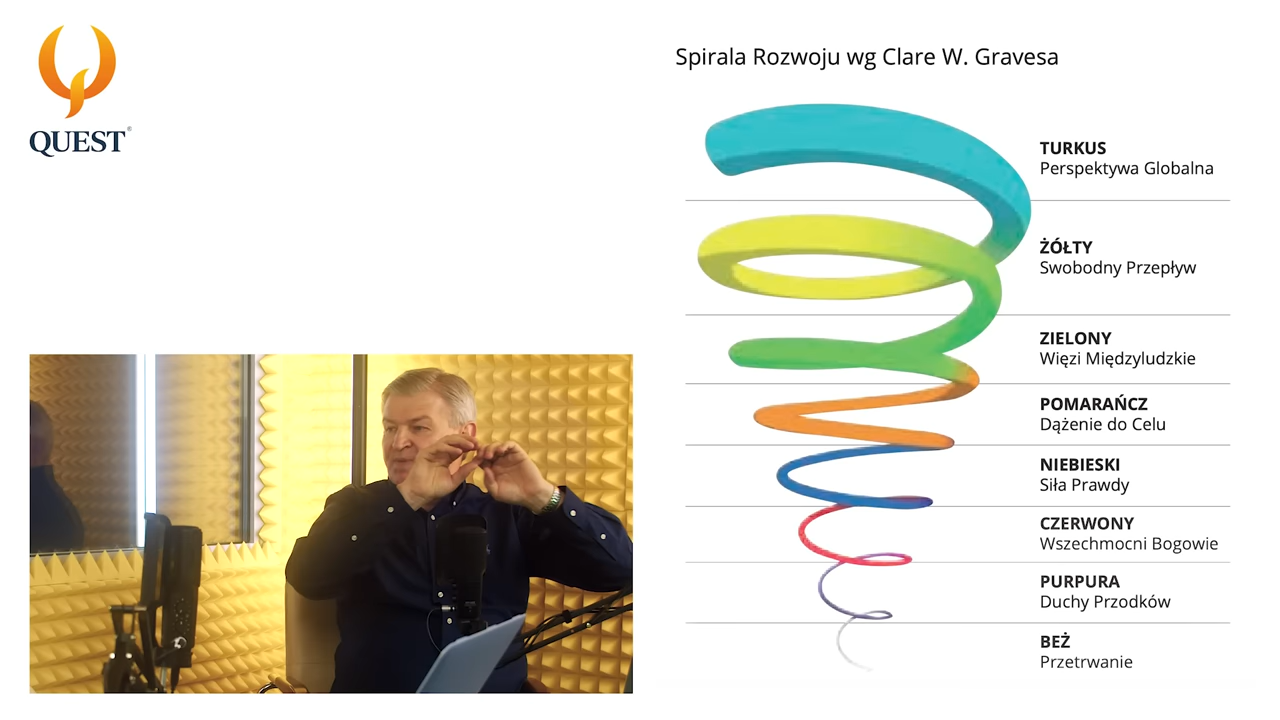 QUEST®
Spirala Rozwoju wg Clare W. Gravesa
TURKUS
Perspektywa Globalna
ŻÓŁTY
Swobodny Przepływ
ZIELONY
Więzi Międzyludzkie
POMARAŃCZ
Dążenie do Celu
NIEBIESKI
Siła Prawdy
CZERWONY
Wszechmocni Bogowie
PURPURA
Duchy Przodków
BEŻ
Przetrwanie